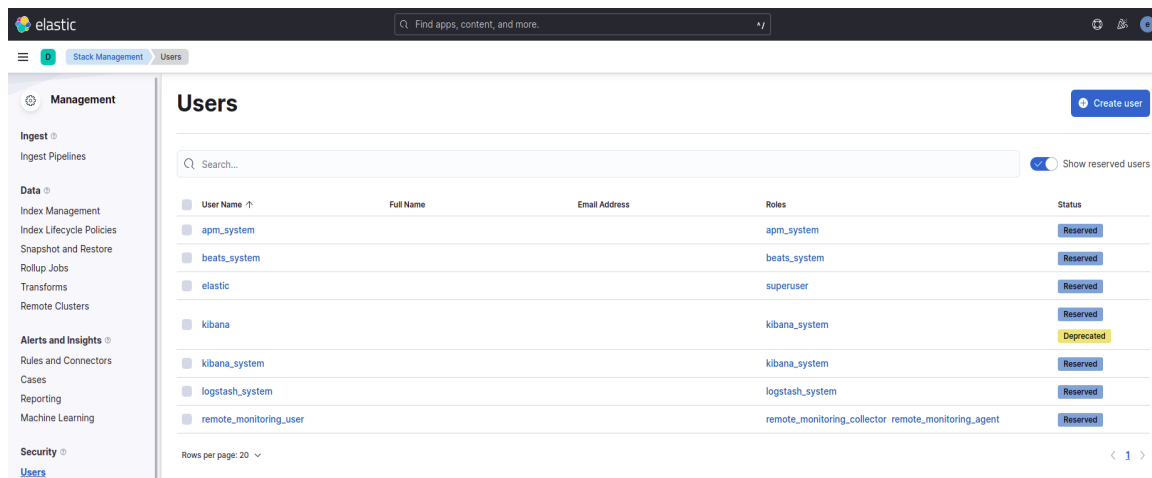 elastic
Find apps, content, and more.
^/
e
D
Stack Management
Users
Management
Ingest
Ingest Pipelines
Data
Index Management
Index Lifecycle Policies
Snapshot and Restore
Rollup Jobs
Transforms
Remote Clusters
Alerts and Insights
Rules and Connectors
Cases
Reporting
Machine Learning
Security
Users
Users
Create user
Search...
Show reserved users
User Name ↑ Full Name Email Address Roles Status
apm_system apm_system Reserved
beats_system beats_system Reserved
elastic superuser Reserved
kibana kibana_system Reserved
Deprecated
kibana_system kibana_system Reserved
logstash_system logstash_system Reserved
remote_monitoring_user remote_monitoring_collector remote_monitoring_agent Reserved
Rows per page: 20
1